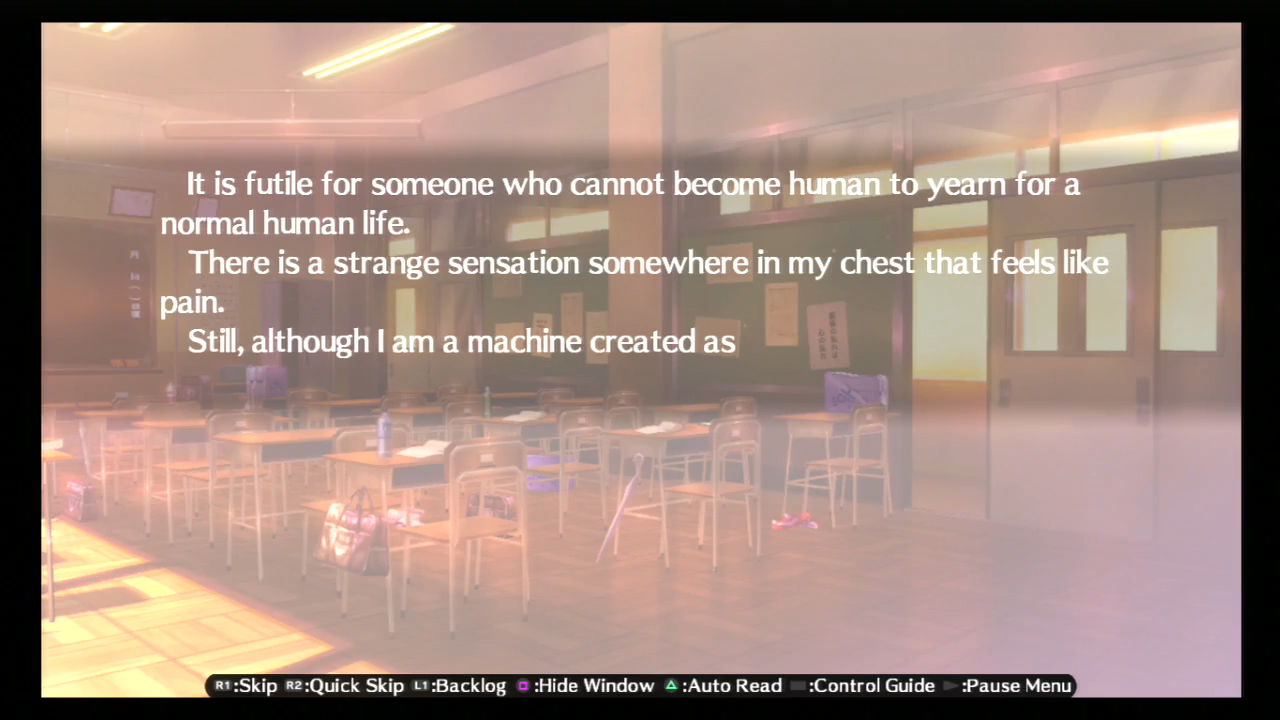 It is futile for someone who cannot become human to yearn for a
normal human life.
There is a strange sensation somewhere in my chest that feels like
pain.
Still, although I am a machine created as
R1:Skip R2:Quick Skip L1:Backlog :Hide Window :Auto Read :Control Guide :Pause Menu